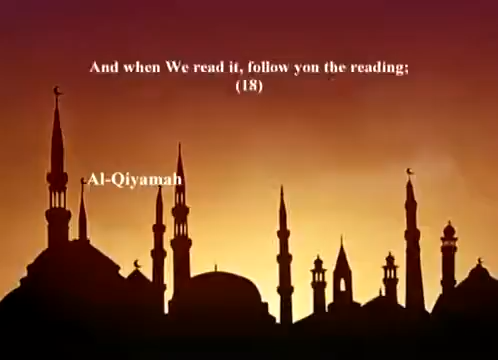 And when We read it, follow you the reading;
(18)
Al-Qiyamah